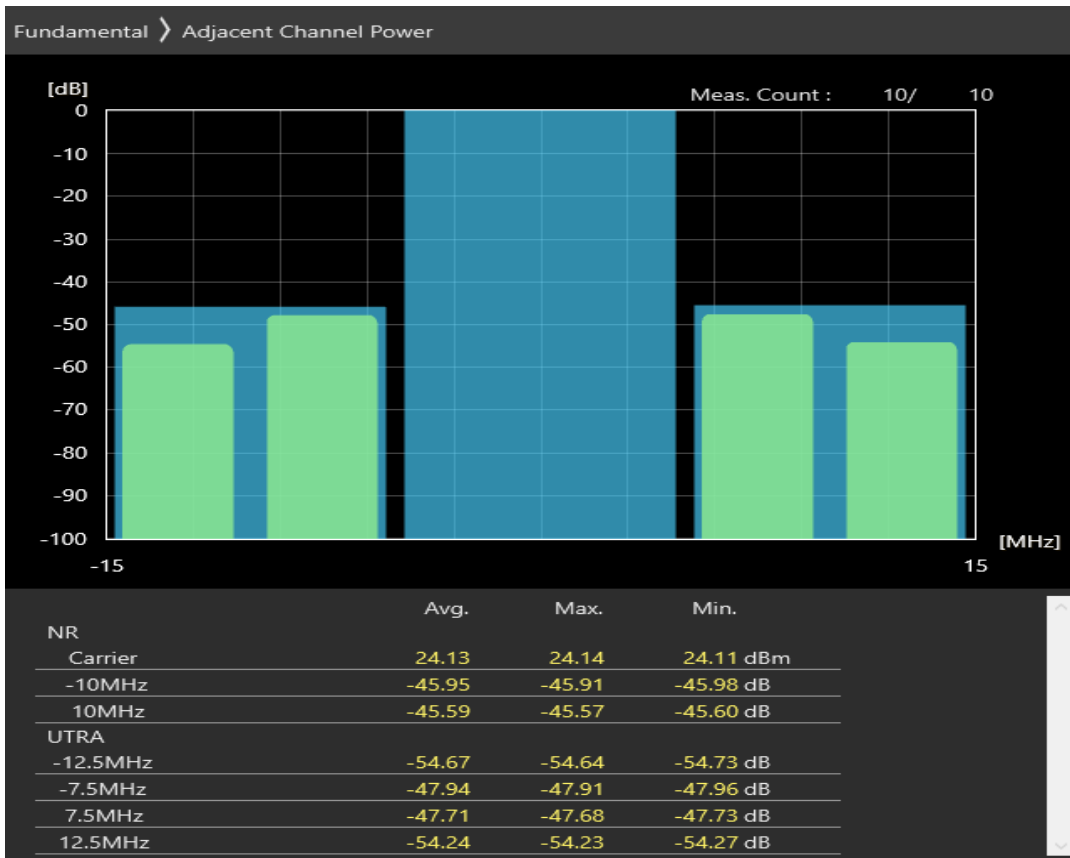 Fundamental ❭ Adjacent Channel Power
[dB]
Meas. Count : 10/ 10
0
-10
-20
-30
-40
-50
-60
-70
-80
-90
-100
[MHz]
-15 15
Avg. Max. Min.
NR
Carrier 24.13 24.14 24.11 dBm
-10MHz -45.95 -45.91 -45.98 dB
10MHz -45.59 -45.57 -45.60 dB
UTRA
-12.5MHz -54.67 -54.64 -54.73 dB
-7.5MHz -47.94 -47.91 -47.96 dB
7.5MHz -47.71 -47.68 -47.73 dB
12.5MHz -54.24 -54.23 -54.27 dB